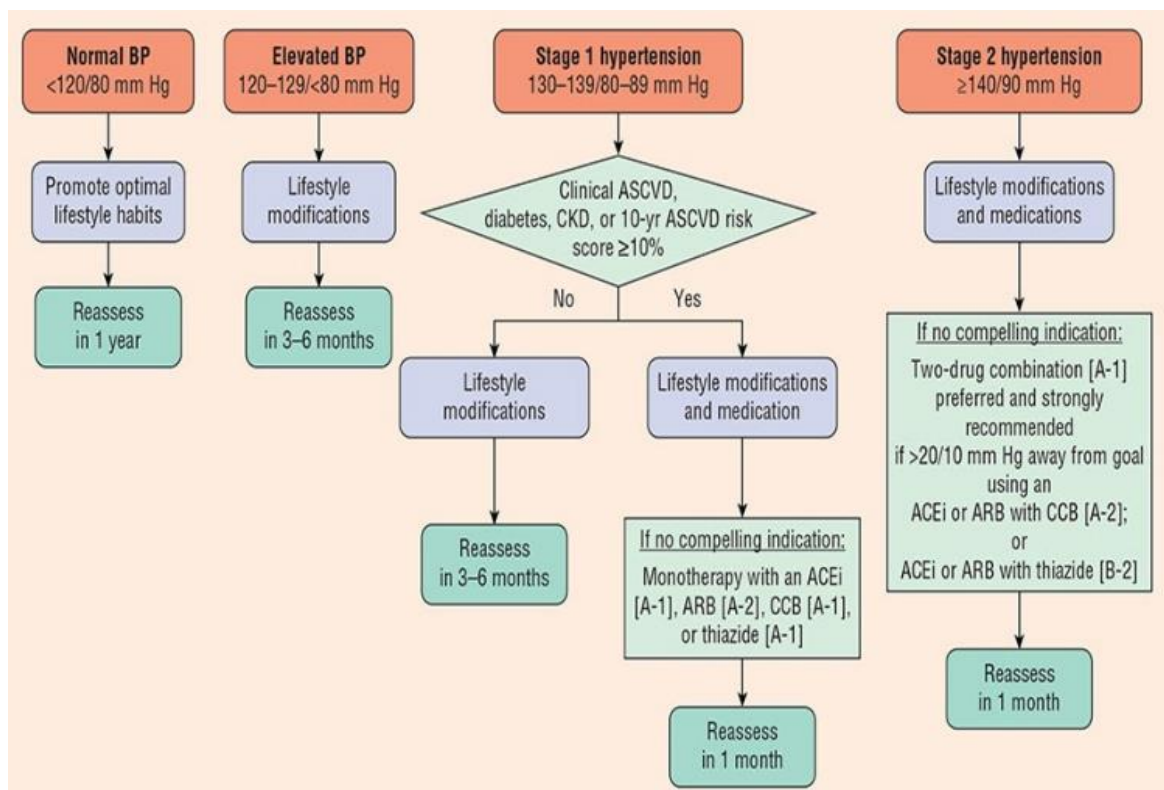 Normal BP
<120/80 mm Hg
Promote optimal
lifestyle habits
Reassess
in 1 year
Elevated BP
120–129/<80 mm Hg
Lifestyle
modifications
Reassess
in 3–6 months
Stage 1 hypertension
130–139/80–89 mm Hg
Clinical ASCVD,
diabetes, CKD, or 10-yr ASCVD risk
score ≥10%
No
Yes
Lifestyle
modifications
Reassess
in 3–6 months
Lifestyle modifications
and medication
If no compelling indication:
Monotherapy with an ACEi
[A-1], ARB [A-2], CCB [A-1],
or thiazide [A-1]
Reassess
in 1 month
Stage 2 hypertension
≥140/90 mm Hg
Lifestyle modifications
and medications
If no compelling indication:
Two-drug combination [A-1]
preferred and strongly
recommended
if >20/10 mm Hg away from goal
using an
ACEi or ARB with CCB [A-2];
or
ACEi or ARB with thiazide [B-2]
Reassess
in 1 month